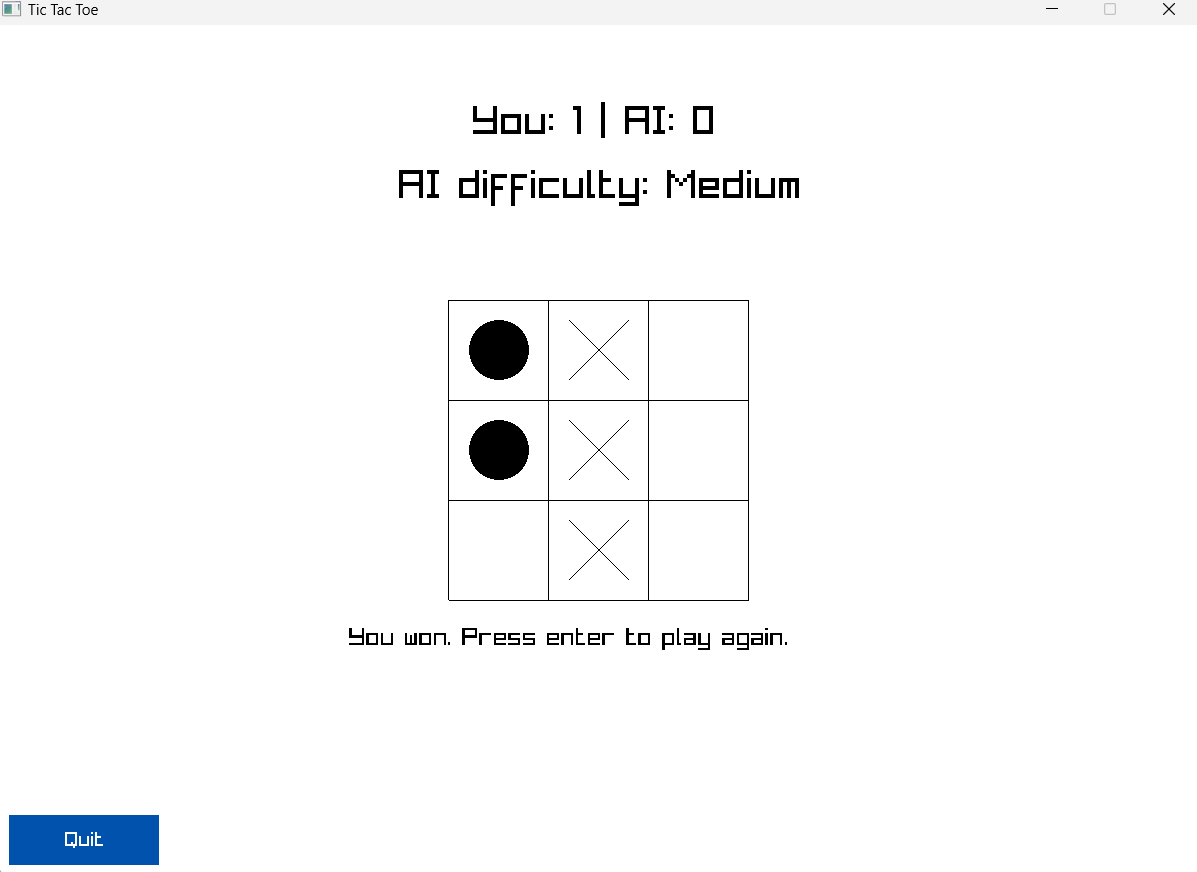 Tic Tac Toe
You: 1 | AI: 0
AI difficulty: Medium
You won. Press enter to play again.
Quit